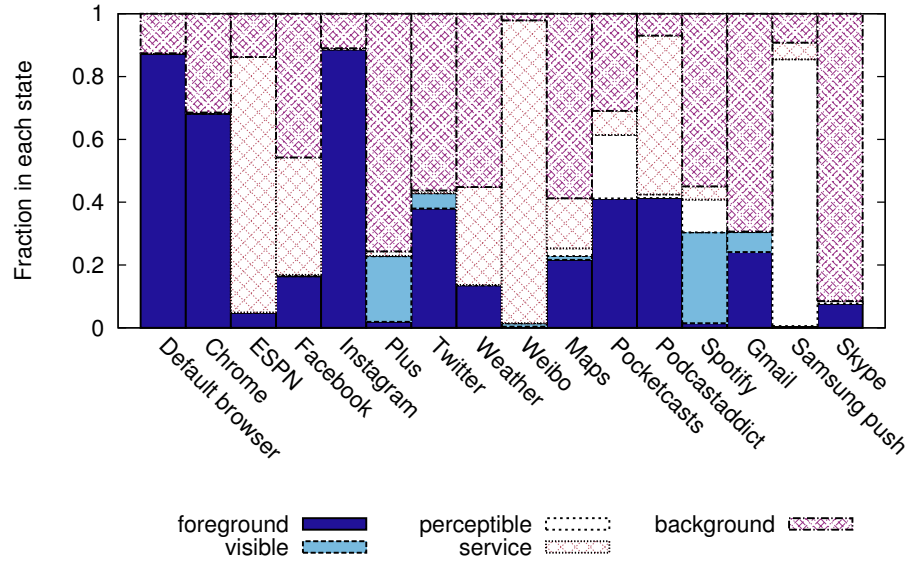 Fraction in each state
1
0.8
0.6
0.4
0.2
0
Default browser
Chrome
ESPN
Facebook
Instagram
Plus
Twitter
Weather
Weibo
Maps
Pocketcasts
Podcastaddict
Spotify
Gmail
Samsung push
Skype
foreground perceptible background
visible service